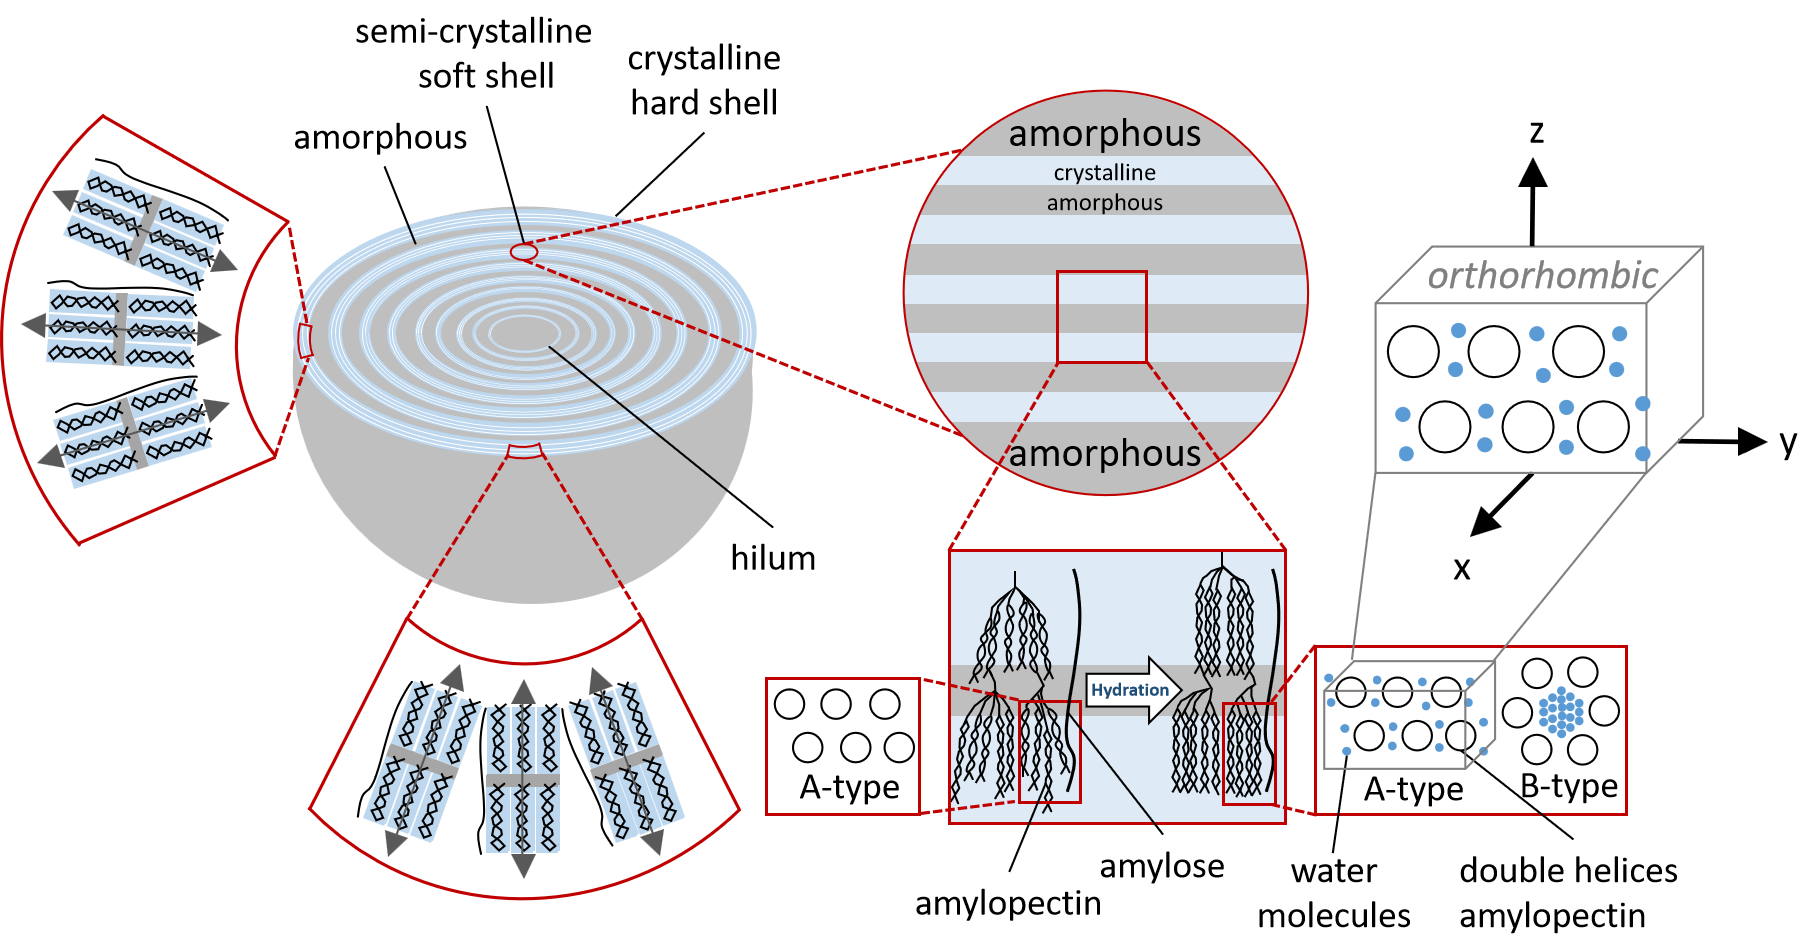 semi-crystalline
soft shell
crystalline
hard shell
amorphous
amorphous
crystalline
amorphous
amorphous
hilum
z
orthorhombic
y
x
Hydration
A-type
A-type
B-type
amylose
amylopectin
water
molecules
double helices
amylopectin